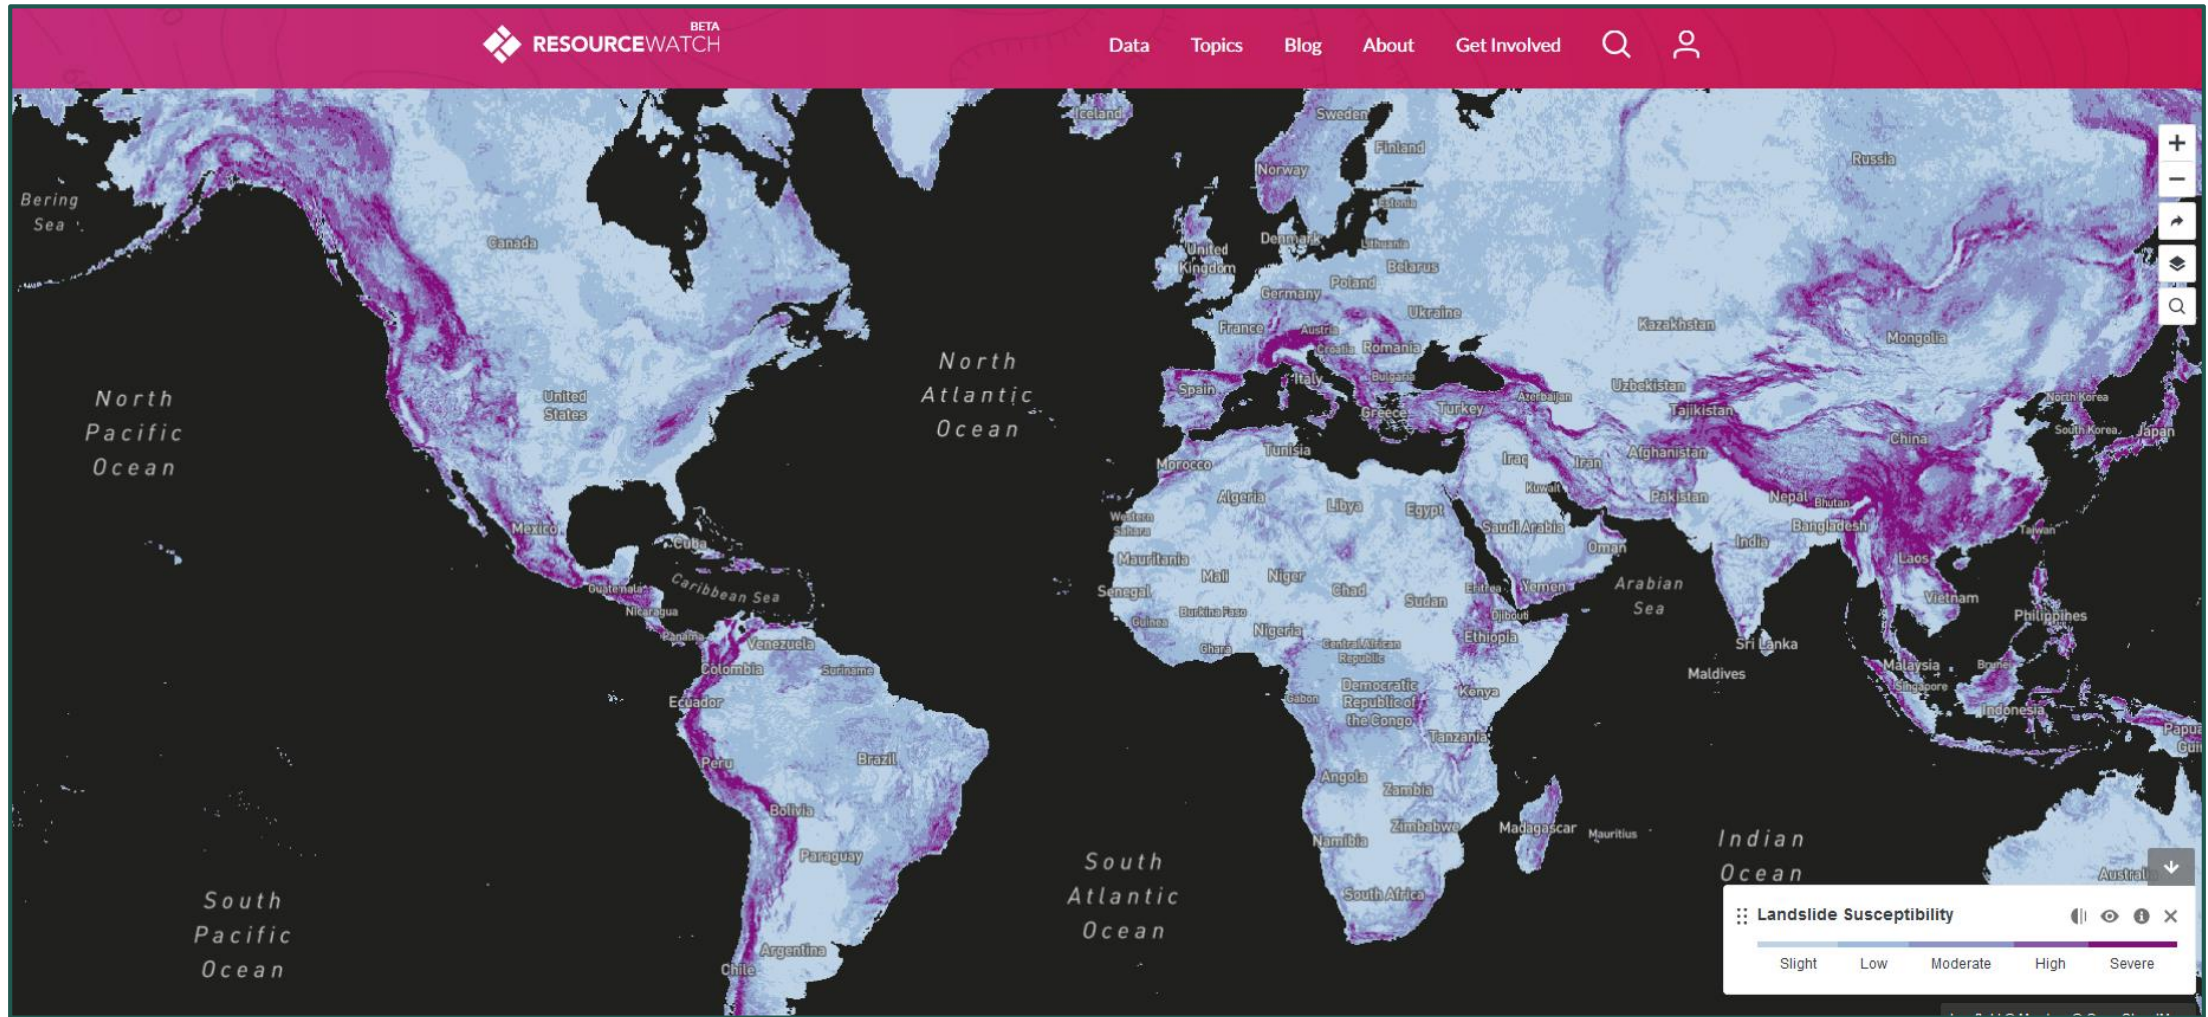 BETA
RESOURCEWATCH
Data
Topics
Blog
About
Get Involved
Iceland
Sweden
Finland
Russia
Norway
Bering
Sea
Estonia
Canada
Denmark
Lithuania
United
Kingdom
Belarus
Poland
Germany
Ukraine
France
Austria
Kazakhstan
Mongolia
Croatia
Romania
North
Atlantic
Ocean
Italy
Bulgaria
Spain
Uzbekistan
North
Pacific
Ocean
United
States
Greece
Turkey
Azerbaijan
Tajikistan
North Korea
South Korea
Japan
China
Tunisia
Morocco
Iraq
Iran
Afghanistan
Kuwait
Pakistan
Nepal
Bhutan
Algeria
Libya
Egypt
Western
Sahara
Saudi Arabia
Bangladesh
Taiwan
Mexico
Cuba
India
Oman
Laos
Mauritania
Mali
Niger
Chad
Sudan
Eritrea
Yemen
Arabian
Sea
Caribbean Sea
Guatemala
Nicaragua
Senegal
Burkina Faso
Djibouti
Vietnam
Philippines
Guinea
Panama
Venezuela
Nigeria
Ghana
Central African
Republic
Ethiopia
Sri Lanka
Colombia
Suriname
Maldives
Malaysia
Brunei
Singapore
Ecuador
Gabon
Democratic
Republic of
the Congo
Kenya
Indonesia
Tanzania
Papua
Peru
Brazil
Angola
Zambia
Bolivia
Zimbabwe
Madagascar
Mauritius
Indian
Ocean
Namibia
Paraguay
South
Atlantic
Ocean
South Africa
South
Pacific
Ocean
Argentina
Chile
Landslide Susceptibility
Slight
Low
Moderate
High
Severe